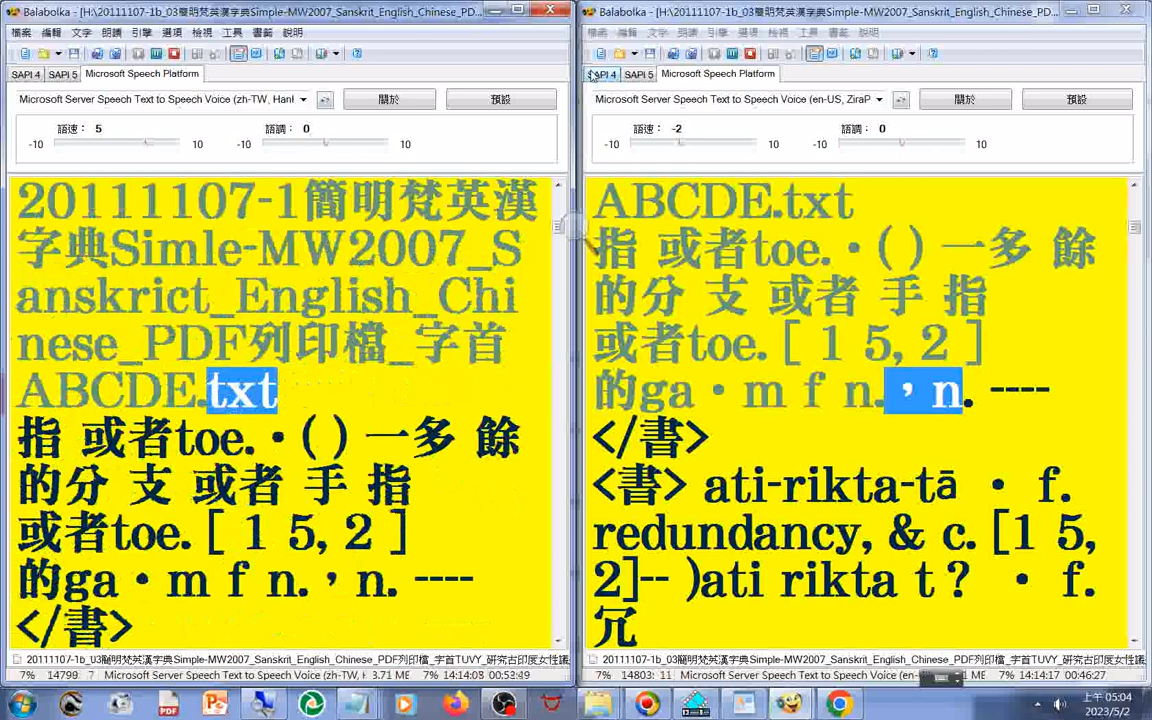 Balabolka - [H:\20111107-1b_03簡明梵英漢字典Simple-MW2007_Sanskrit_English_Chinese_PD...
檔案 編輯 文字 朗讀 引擎 選項 檢視 工具 書籤 說明
SAPI 4 SAPI 5 Microsoft Speech Platform
Microsoft Server Speech Text to Speech Voice (zh-TW, Hanl
關於 預設
語速: 5 語調: 0
-10 10 -10 10
20111107-1簡明梵英漢
字典Simle-MW2007_S
anskrict_English_Chi
nese_PDF列印檔_字首
ABCDE.txt
指 或者toe.・( ) 一多 餘
的分 支 或者 手 指
或者toe. [ 1 5, 2 ]
的ga・m f n.，n. ----
</書>
20111107-1b_03簡明梵英漢字典Simple-MW2007_Sanskrit_English_Chinese_PDF列印檔_字首TUVY_研究古印度女性議
7% 14799: 7 Microsoft Server Speech Text to Speech Voice (zh-TW, 3.71 ME 7% 14:14:03 00:53:49
Balabolka - [H:\20111107-1b_03簡明梵英漢字典Simple-MW2007_Sanskrit_English_Chinese_PD...
檔案 編輯 文字 朗讀 引擎 選項 檢視 工具 書籤 說明
SAPI 4 SAPI 5 Microsoft Speech Platform
Microsoft Server Speech Text to Speech Voice (en-US, ZiraP
關於 預設
語速: -2 語調: 0
-10 10 -10 10
ABCDE.txt
指 或者toe.・( ) 一多 餘
的分 支 或者 手 指
或者toe. [ 1 5, 2 ]
的ga・m f n.，n. ----
</書>
<書> ati-rikta-tā ・ f.
redundancy, & c. [1 5,
2]-- )ati rikta t？ ・ f.
冗
20111107-1b_03簡明梵英漢字典Simple-MW2007_Sanskrit_English_Chinese_PDF列印檔_字首TUVY_研究古印度女性議
7% 14803: 11 Microsoft Server Speech Text to Speech Voice (en-US, 3.71 ME 7% 14:14:17 00:46:27
上午 05:04
2023/5/2